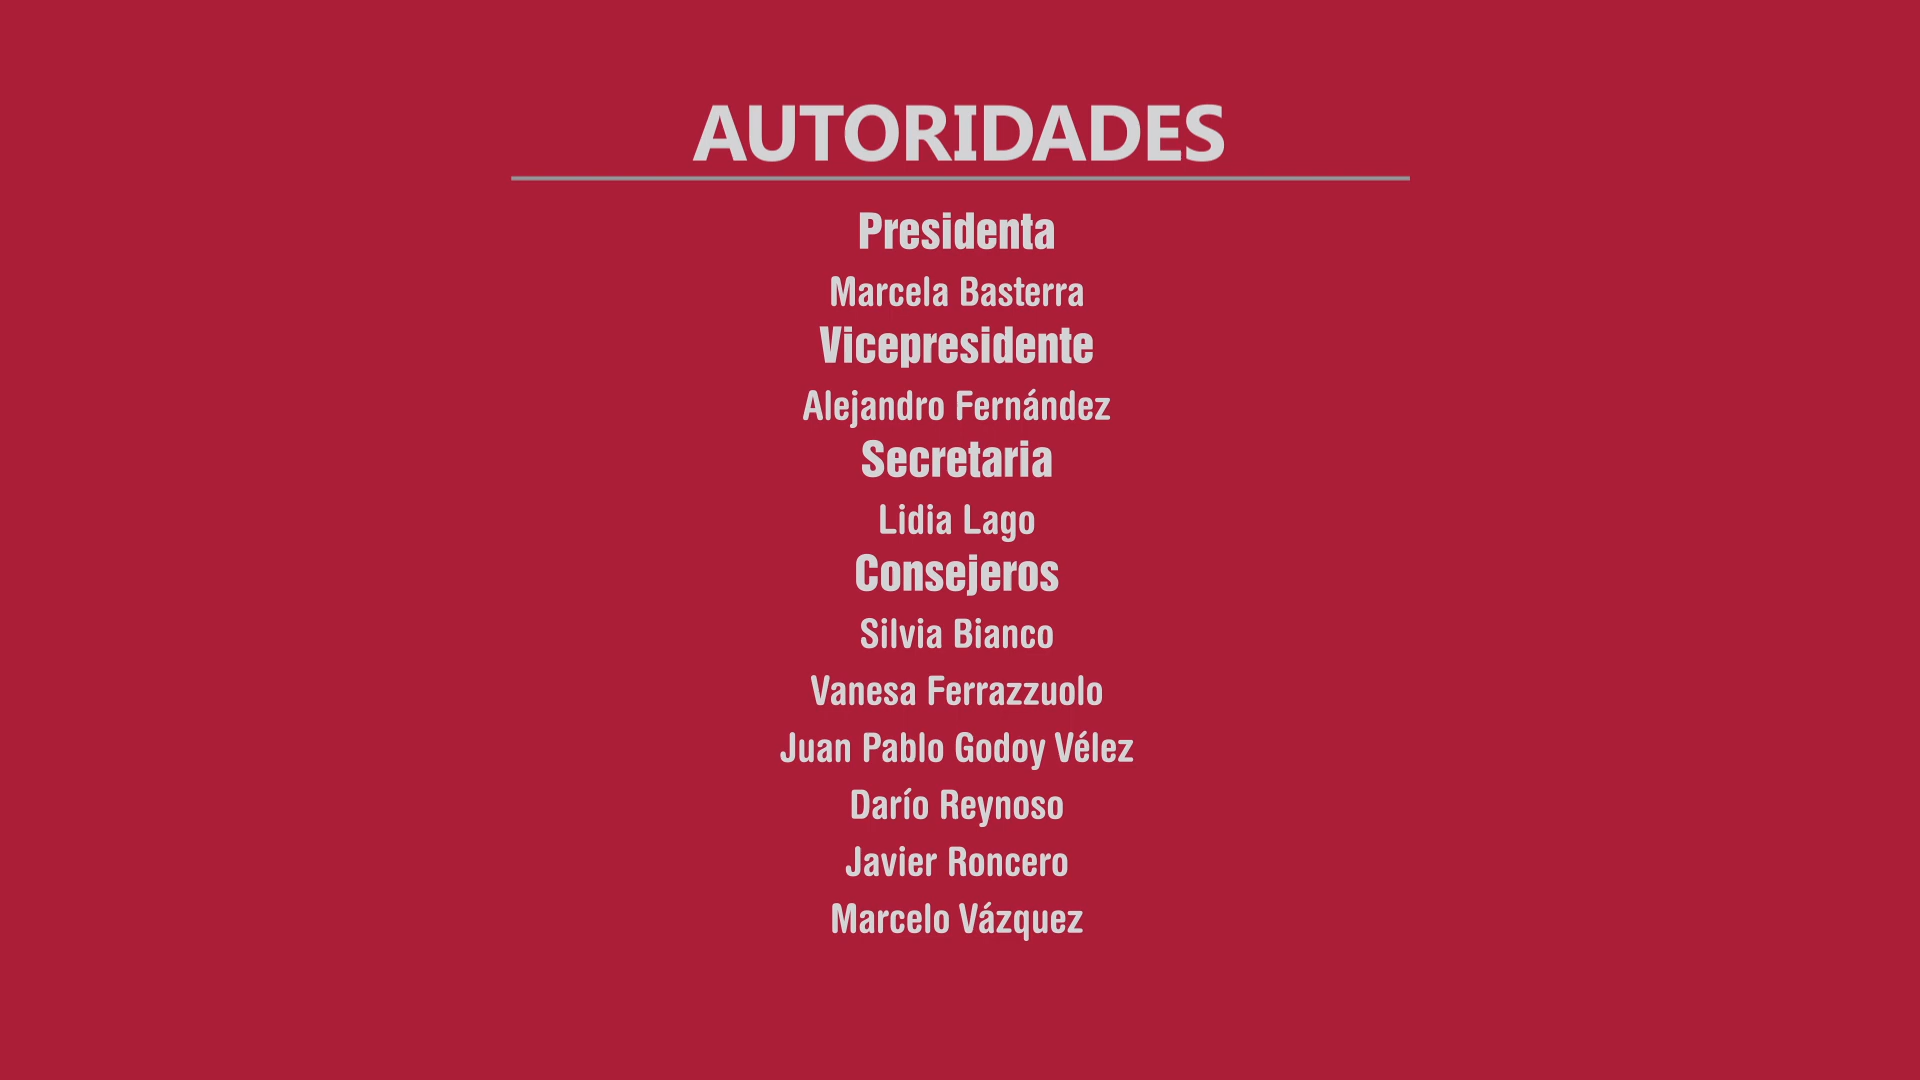 AUTORIDADES
Presidenta
Marcela Basterra
Vicepresidente
Alejandro Fernández
Secretaria
Lidia Lago
Consejeros
Silvia Bianco
Vanesa Ferrazzuolo
Juan Pablo Godoy Vélez
Darío Reynoso
Javier Roncero
Marcelo Vázquez